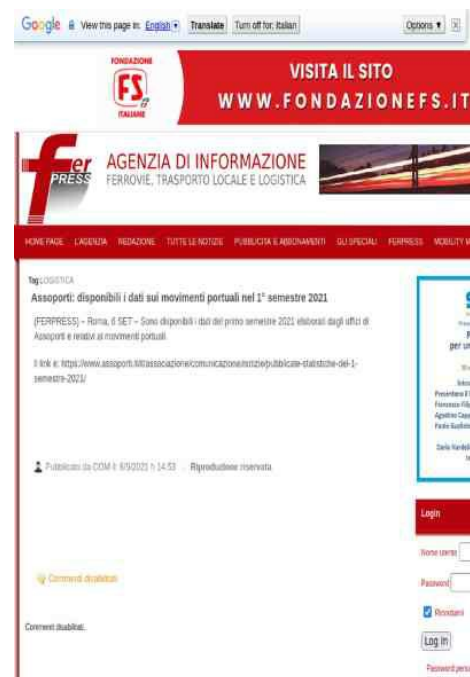 Google View this page in: English Translate Turn off for: Italian Options ▼
FONDAZIONE
FS
ITALIANE
VISITA IL SITO
WWW.FONDAZIONEFS.IT
fer
PRESS
AGENZIA DI INFORMAZIONE
FERROVIE, TRASPORTO LOCALE E LOGISTICA
HOME PAGE L'AGENZIA REDAZIONE TUTTE LE NOTIZIE PUBBLICITÀ E ABBONAMENTI GLI SPECIALI FERPRESS MOBILITY
Tag LOGISTICA
Assoporti: disponibili i dati sui movimenti portuali nel 1° semestre 2021
(FERPRESS) – Roma, 6 SET – Sono disponibili i dati del primo semestre 2021 elaborati dagli uffici di
Assoporti e relativi ai movimenti portuali.
Il link è: https://www.assoporti.it/it/associazione/comunicazione/notizie/pubblicate-statistiche-del-1-
semestre-2021/
Pubblicato da COM il: 6/9/2021 h 14:53 . Riproduzione riservata
Commenti disabilitati
Commenti disabilitati.
per un
Login
Nome utente
Password
Ricordami
Log In